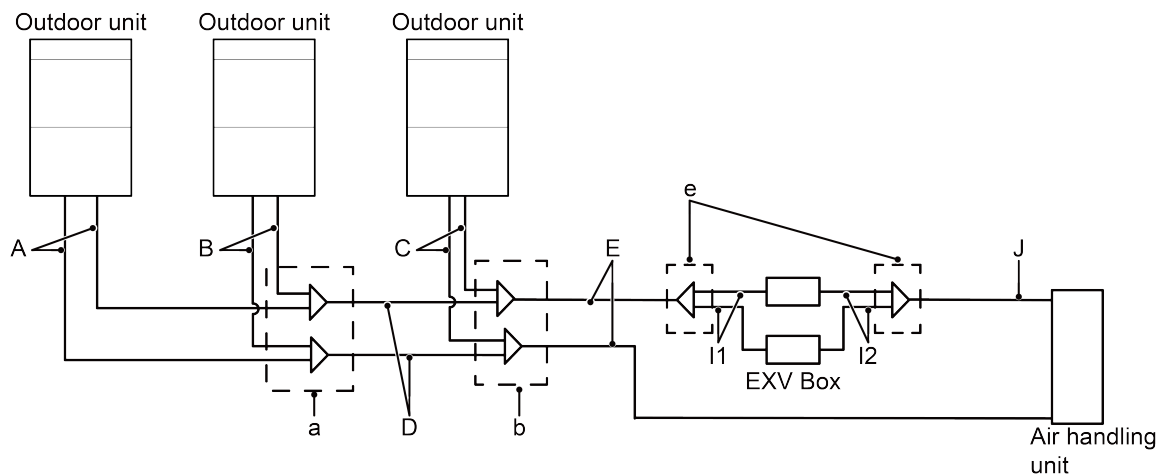 Outdoor unit
Outdoor unit
Outdoor unit
e
A
B
C
E
J
I1
I2
EXV Box
a
D
b
Air handling
unit